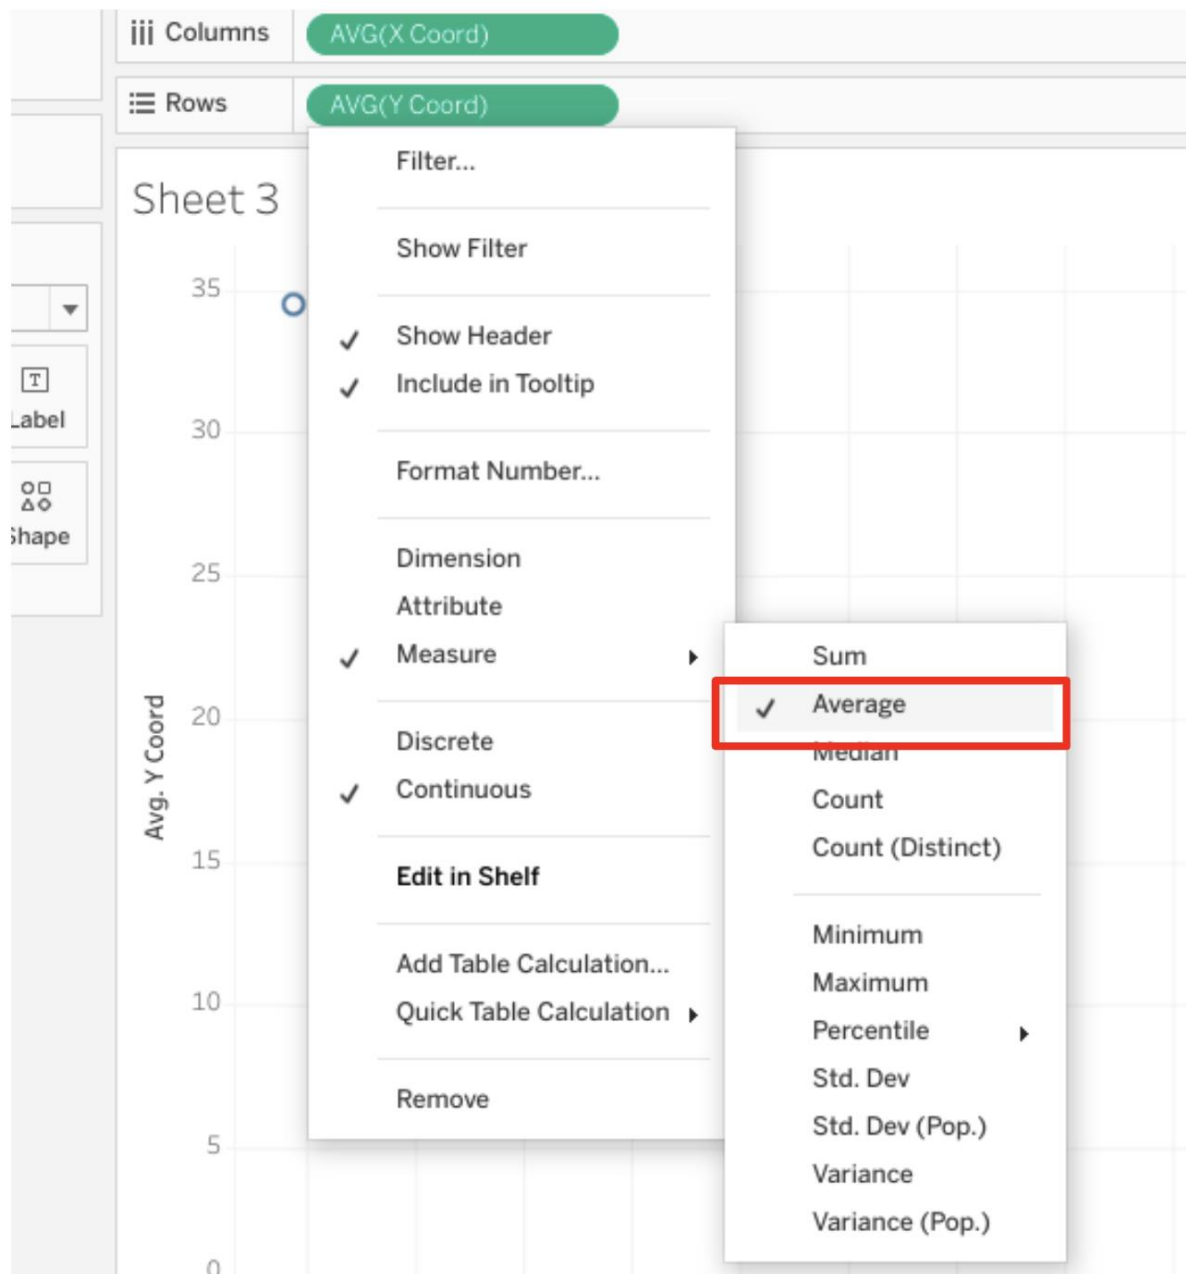 Columns
AVG(X Coord)
Rows
AVG(Y Coord)
Sheet 3
Label
Shape
Avg. Y Coord
35
30
25
20
15
10
5
0
Filter...
Show Filter
Show Header
Include in Tooltip
Format Number...
Dimension
Attribute
Measure
Discrete
Continuous
Edit in Shelf
Add Table Calculation...
Quick Table Calculation
Remove
Sum
Average
Median
Count
Count (Distinct)
Minimum
Maximum
Percentile
Std. Dev
Std. Dev (Pop.)
Variance
Variance (Pop.)